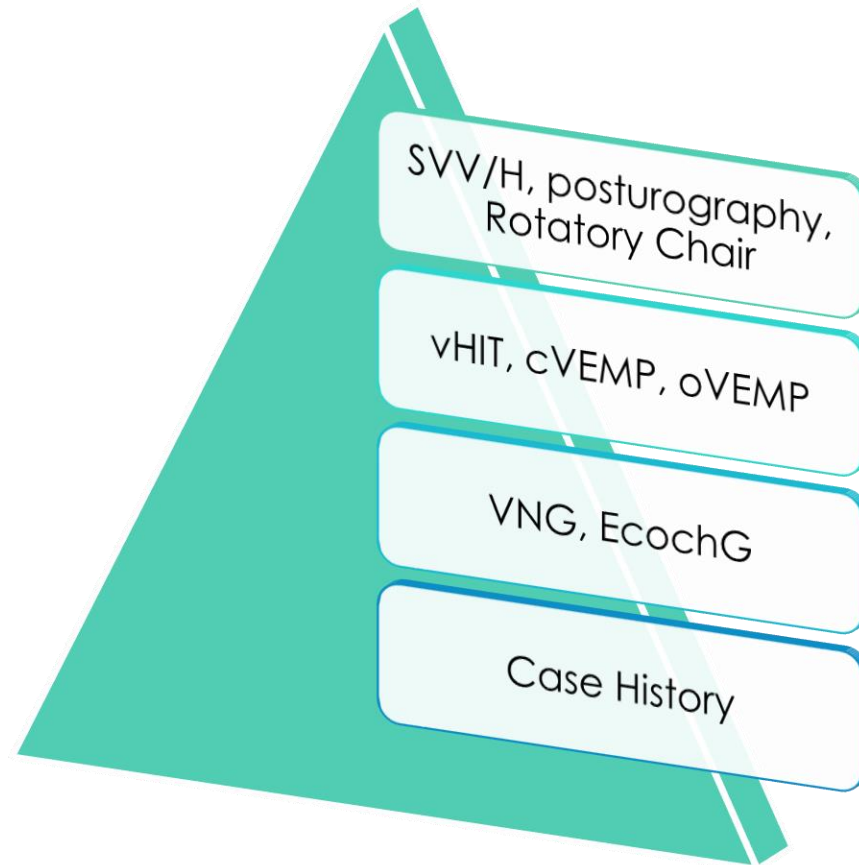 SVV/H, posturography,
Rotatory Chair
vHIT, cVEMP, oVEMP
VNG, EcochG
Case History